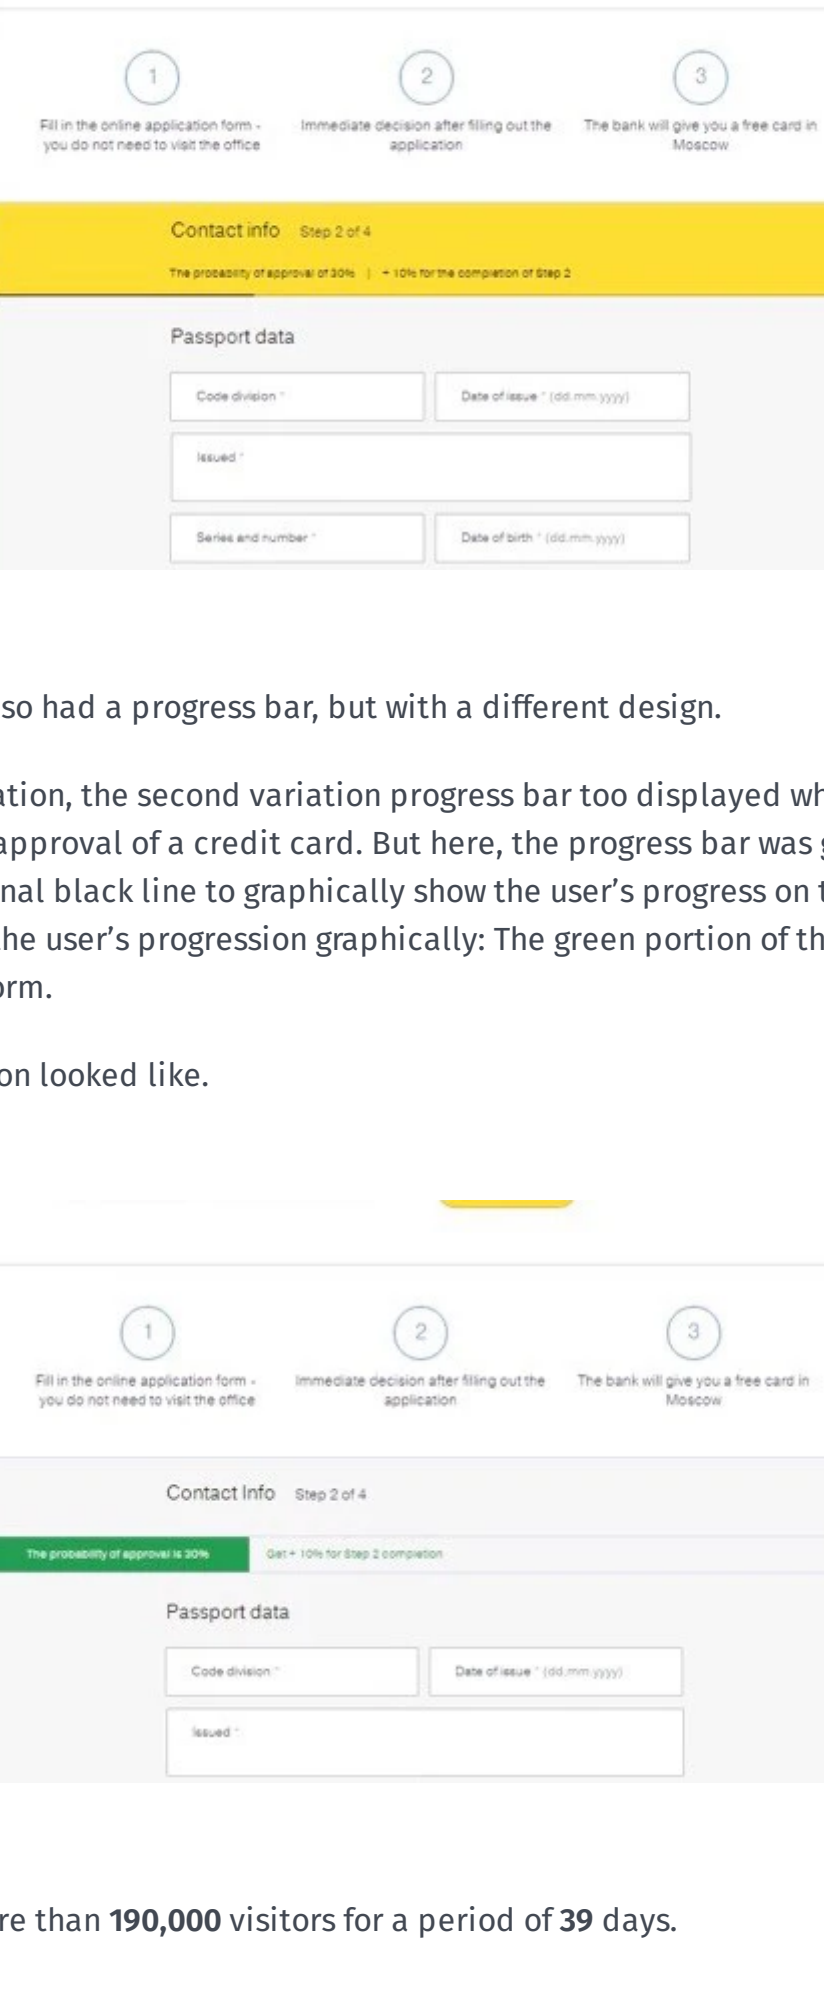 1
2
3
Fill in the online application form -
you do not need to visit the office
Immediate decision after filling out the
application
The bank will give you a free card in
Moscow
Contact info Step 2 of 4
The probability of approval of 30% | + 10% for the completion of Step 2
Passport data
Code division *
Date of issue * (dd.mm.yyyy)
Issued *
Series and number *
Date of birth * (dd.mm.yyyy)
so had a progress bar, but with a different design.
ation, the second variation progress bar too displayed wh
approval of a credit card. But here, the progress bar was g
nal black line to graphically show the user’s progress on t
he user’s progression graphically: The green portion of th
orm.
on looked like.
1
2
3
Fill in the online application form -
you do not need to visit the office
Immediate decision after filling out the
application
The bank will give you a free card in
Moscow
Contact Info Step 2 of 4
The probability of approval is 30%
Get + 10% for Step 2 completion
Passport data
Code division *
Date of issue * (dd.mm.yyyy)
Issued *
re than 190,000 visitors for a period of 39 days.